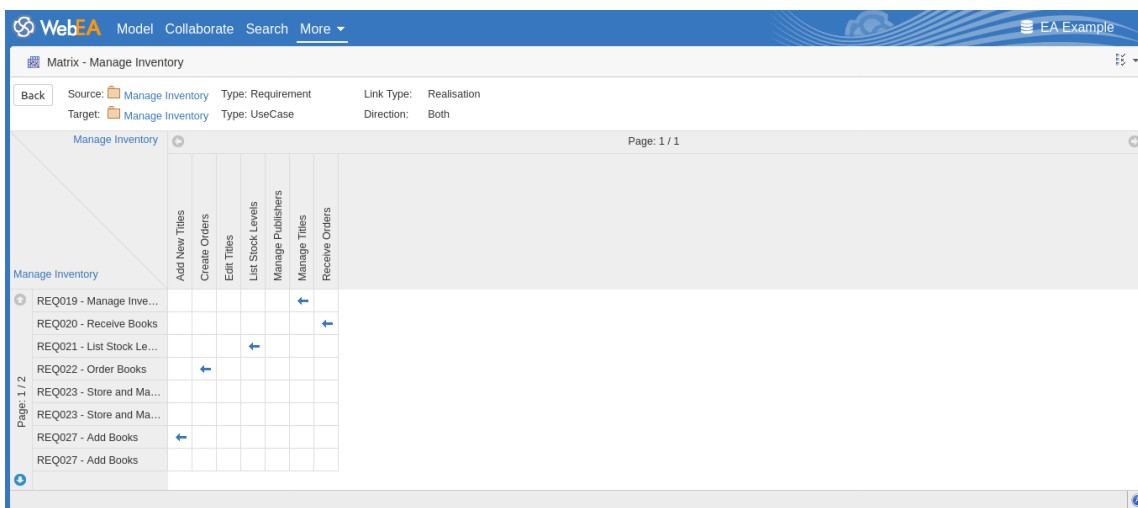 WebEA Model Collaborate Search More EA Example
Matrix - Manage Inventory
Back Source: Manage Inventory Type: Requirement Link Type: Realisation
Target: Manage Inventory Type: UseCase Direction: Both
Manage Inventory Page: 1 / 1
Add New Titles
Create Orders
Edit Titles
List Stock Levels
Manage Publishers
Manage Titles
Receive Orders
Manage Inventory
Page: 1 / 2
REQ019 - Manage Inve...
REQ020 - Receive Books
REQ021 - List Stock Le...
REQ022 - Order Books
REQ023 - Store and Ma...
REQ023 - Store and Ma...
REQ027 - Add Books
REQ027 - Add Books